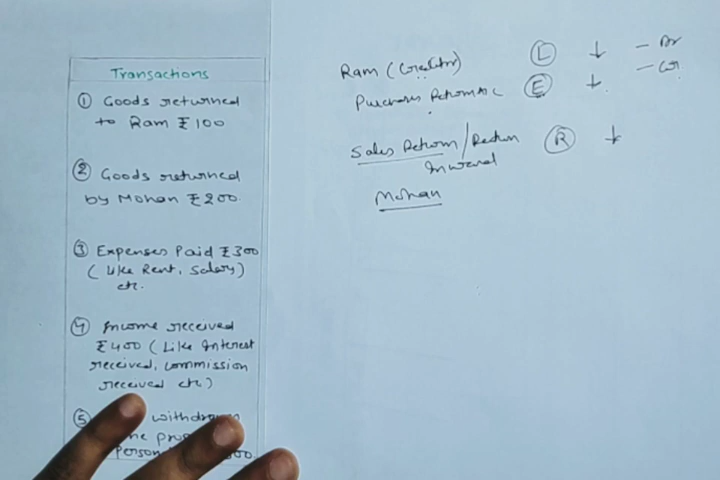 Transactions
① Goods returned
to Ram ₹100
② Goods returned
by Mohan ₹200
③ Expenses Paid ₹300
(Like Rent, Salary)
etc.
④ Income received
₹400 (Like Interest
received, commission
received etc)
⑤ withdrawn
Person
Ram (Creditor) L ↓ - Dr
Purchases Return A/c E ↓ - Cr.
Sales Return / Return R ↓
Inward
Mohan